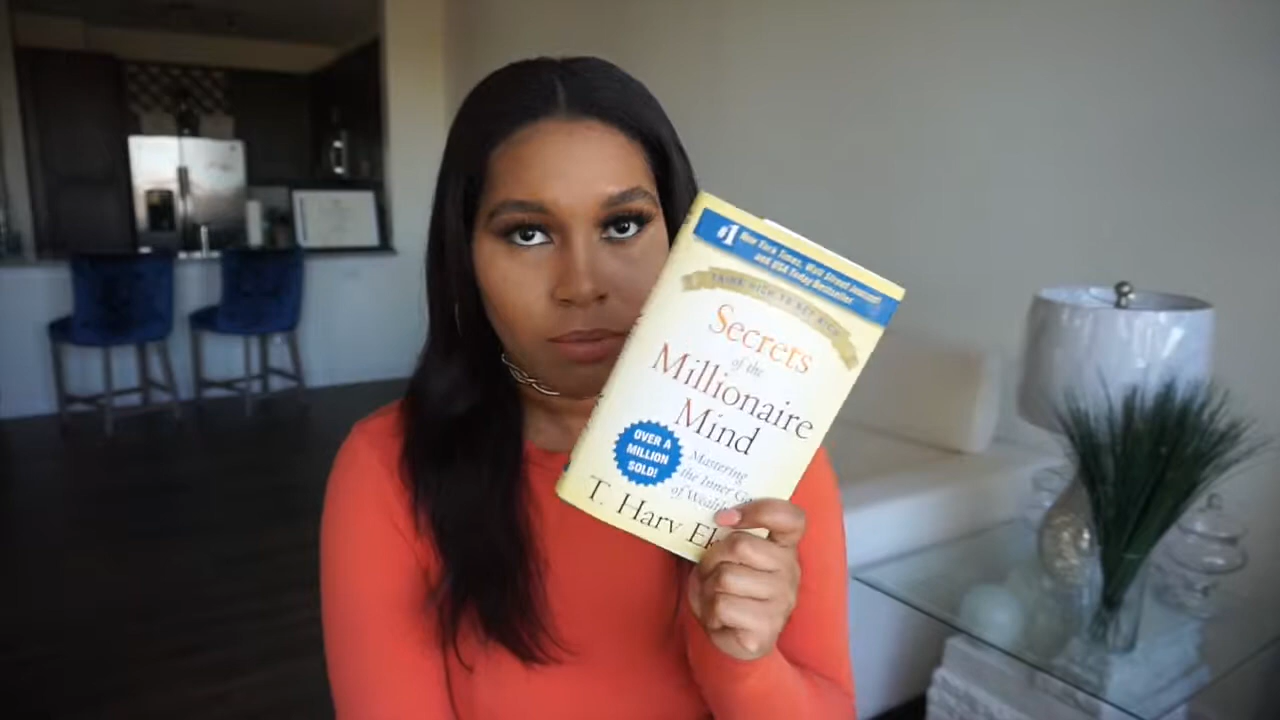 #1 New York Times, Wall Street Journal,
and USA Today Bestseller
THINK RICH TO GET RICH!
Secrets
of the
Millionaire
Mind
OVER A
MILLION
SOLD!
Mastering
the Inner
of Wealth
T. Harv